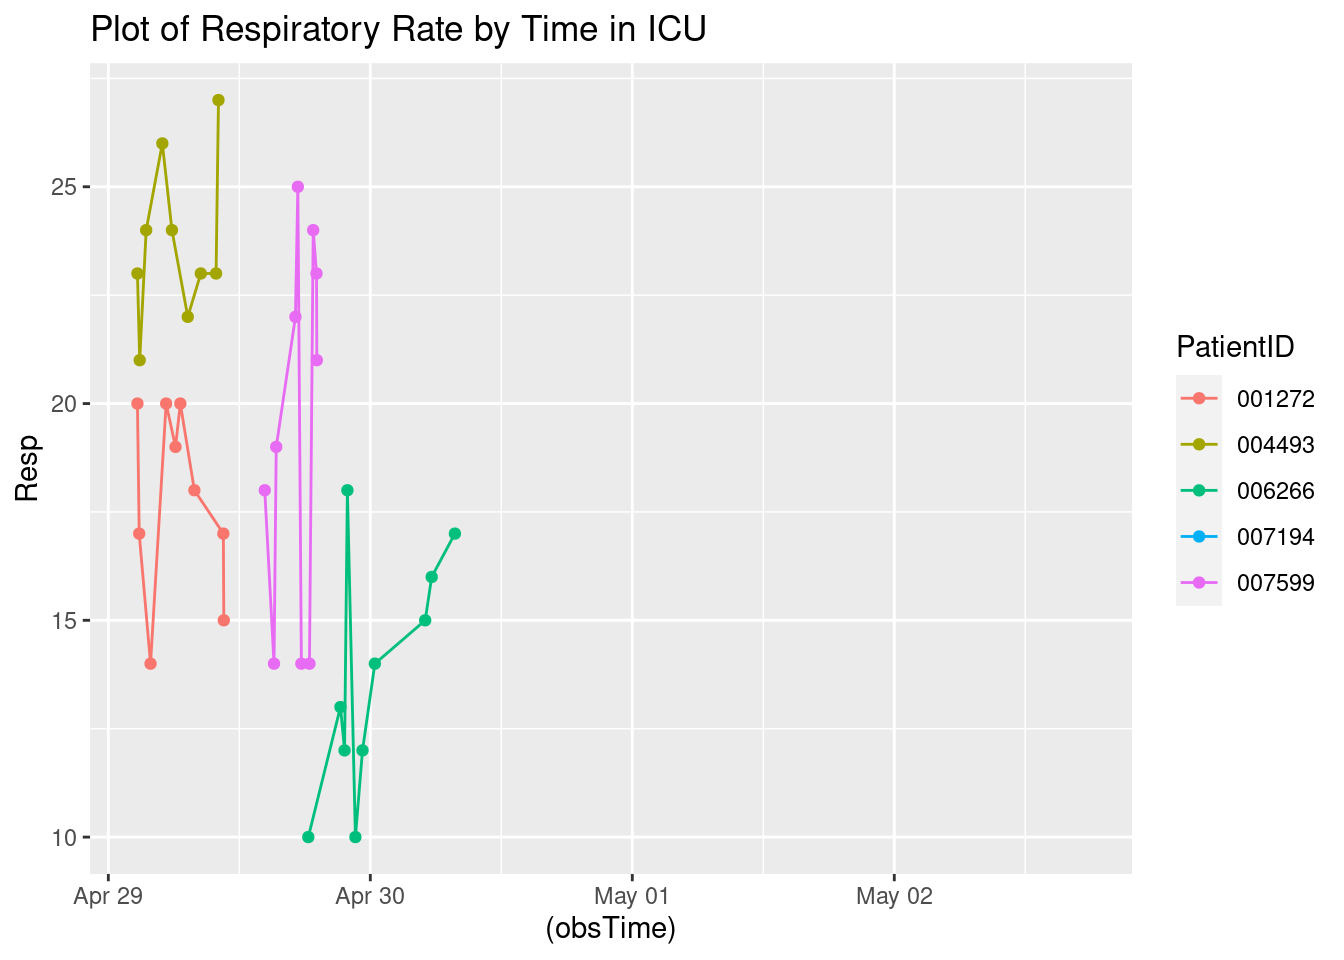 Plot of Respiratory Rate by Time in ICU
25
20
15
10
Resp
Apr 29
Apr 30
May 01
May 02
(obsTime)
PatientID
001272
004493
006266
007194
007599